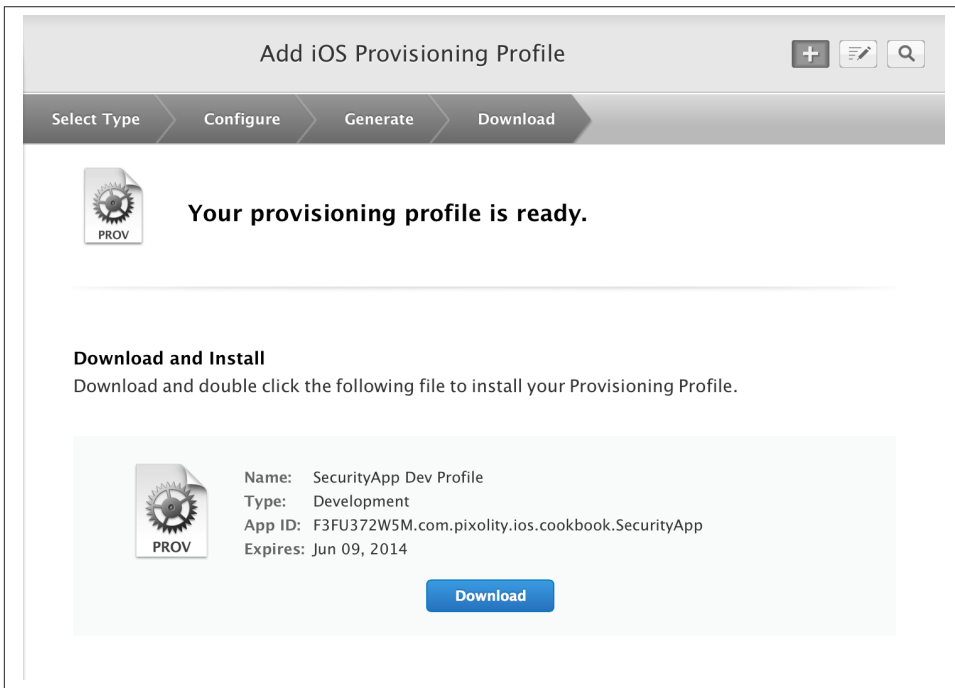 Add iOS Provisioning Profile
Select Type Configure Generate Download
PROV
Your provisioning profile is ready.
Download and Install
Download and double click the following file to install your Provisioning Profile.
PROV
Name: SecurityApp Dev Profile
Type: Development
App ID: F3FU372W5M.com.pixolity.ios.cookbook.SecurityApp
Expires: Jun 09, 2014
Download